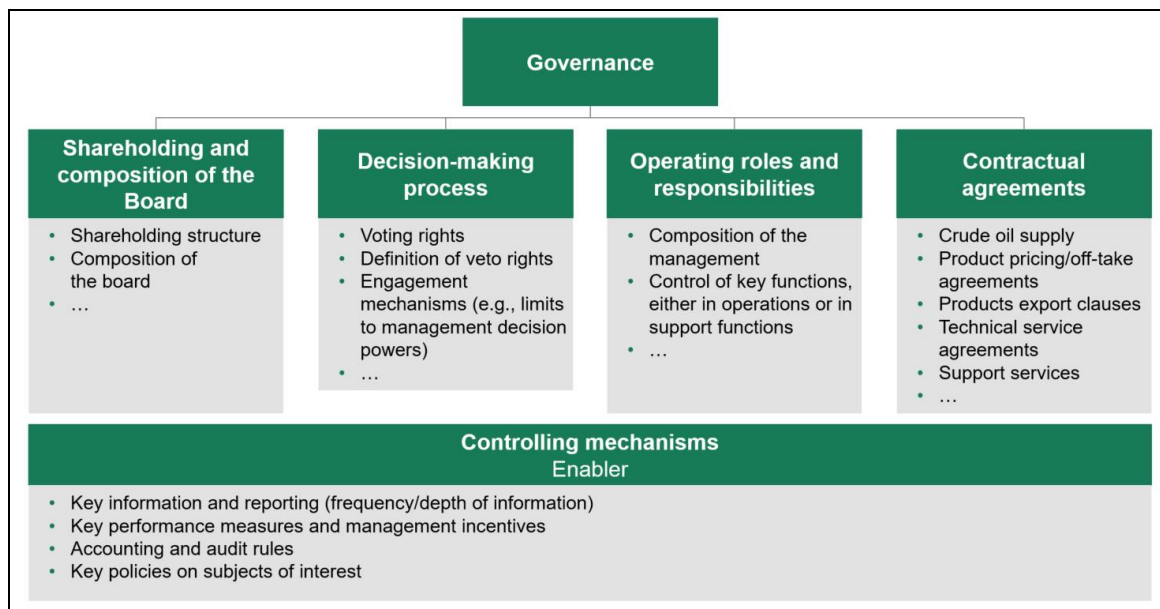 Governance
Shareholding and
composition of the
Board
• Shareholding structure
• Composition of
the board
• …
Decision-making
process
• Voting rights
• Definition of veto rights
• Engagement
mechanisms (e.g., limits
to management decision
powers)
• …
Operating roles and
responsibilities
• Composition of the
management
• Control of key functions,
either in operations or in
support functions
• …
Contractual
agreements
• Crude oil supply
• Product pricing/off-take
agreements
• Products export clauses
• Technical service
agreements
• Support services
• …
Controlling mechanisms
Enabler
• Key information and reporting (frequency/depth of information)
• Key performance measures and management incentives
• Accounting and audit rules
• Key policies on subjects of interest